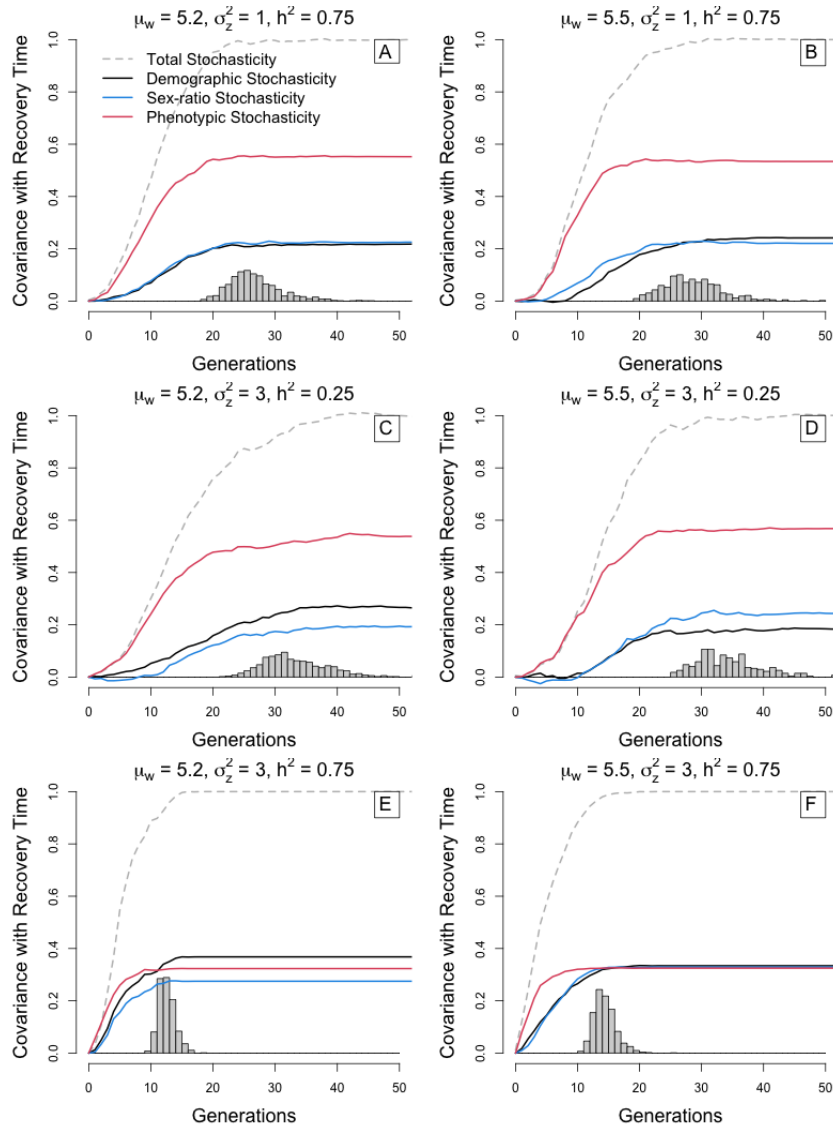 μw = 5.2, σz² = 1, h² = 0.75
A
Total Stochasticity
Demographic Stochasticity
Sex-ratio Stochasticity
Phenotypic Stochasticity
Covariance with Recovery Time
0.0 0.2 0.4 0.6 0.8 1.0
0 10 20 30 40 50
Generations
μw = 5.5, σz² = 1, h² = 0.75
B
Covariance with Recovery Time
0.0 0.2 0.4 0.6 0.8 1.0
0 10 20 30 40 50
Generations
μw = 5.2, σz² = 3, h² = 0.25
C
Covariance with Recovery Time
0.0 0.2 0.4 0.6 0.8 1.0
0 10 20 30 40 50
Generations
μw = 5.5, σz² = 3, h² = 0.25
D
Covariance with Recovery Time
0.0 0.2 0.4 0.6 0.8 1.0
0 10 20 30 40 50
Generations
μw = 5.2, σz² = 3, h² = 0.75
E
Covariance with Recovery Time
0.0 0.2 0.4 0.6 0.8 1.0
0 10 20 30 40 50
Generations
μw = 5.5, σz² = 3, h² = 0.75
F
Covariance with Recovery Time
0.0 0.2 0.4 0.6 0.8 1.0
0 10 20 30 40 50
Generations